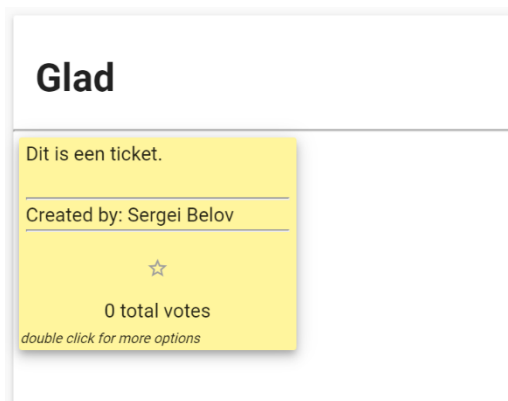 Glad
Dit is een ticket.
Created by: Sergei Belov
0 total votes
double click for more options